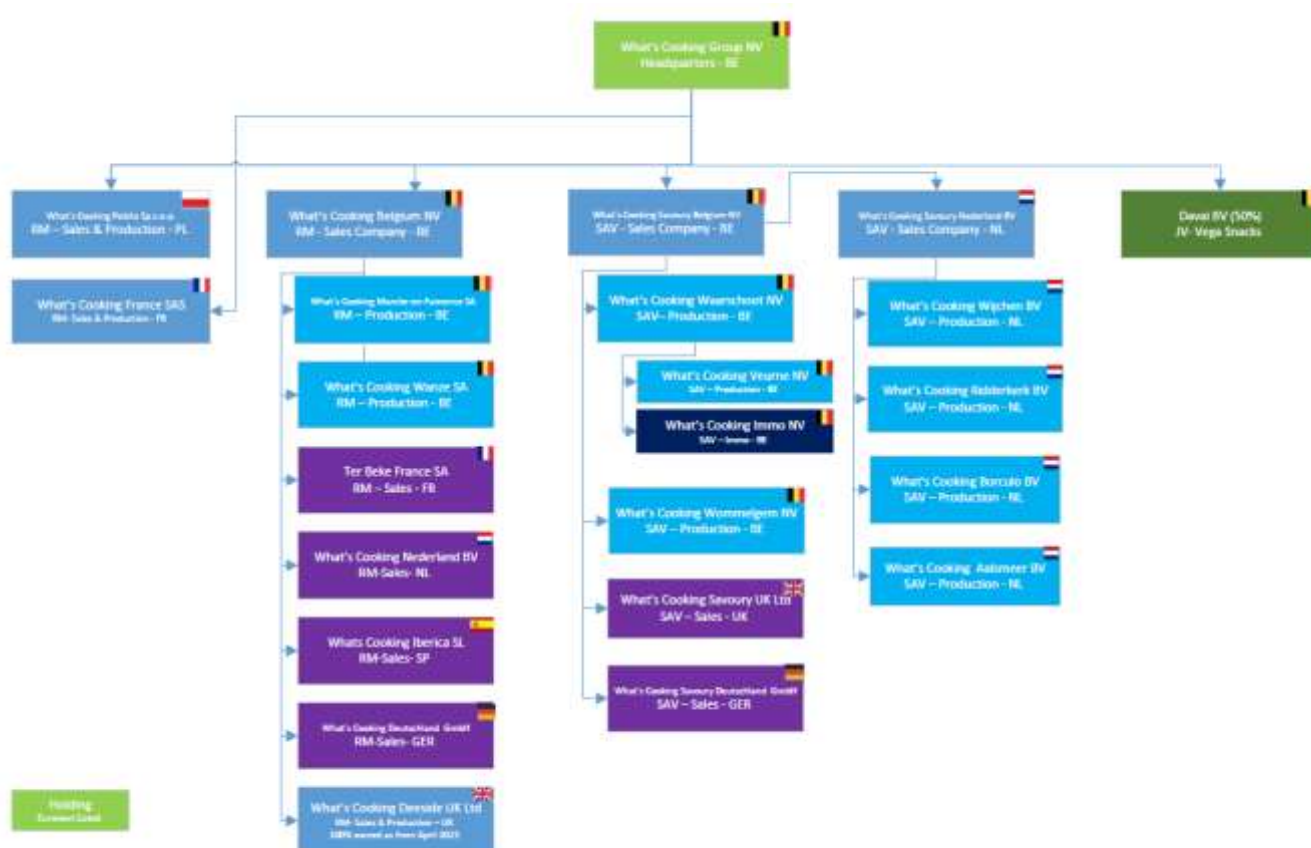 What's Cooking Group NV
Headquarters - BE
What's Cooking Polska Sp.z.o.o
RM – Sales & Production - PL
What's Cooking France SAS
RM- Sales & Production - FR
What's Cooking Belgium NV
RM - Sales Company - BE
What's Cooking Savoury Belgium NV
SAV - Sales Company - BE
What's Cooking Savoury Nederland BV
SAV - Sales Company - NL
Davai BV (50%)
JV- Vega Snacks
What's Cooking Marche-en-Famenne SA
RM – Production - BE
What's Cooking Wanze SA
RM – Production - BE
Ter Beke France SA
RM – Sales - FR
What's Cooking Nederland BV
RM-Sales- NL
Whats Cooking Iberica SL
RM-Sales- SP
What's Cooking Deutschland GmbH
RM-Sales- GER
What's Cooking Deeside UK Ltd
RM- Sales & Production – UK
100% owned as from April 2023
What's Cooking Waarschoot NV
SAV– Production - BE
What's Cooking Veurne NV
SAV – Production - BE
What's Cooking Immo NV
SAV – Immo - BE
What's Cooking Wommelgem NV
SAV – Production - BE
What's Cooking Savoury UK Ltd
SAV – Sales - UK
What's Cooking Savoury Deutschland GmbH
SAV – Sales - GER
What's Cooking Wijchen BV
SAV – Production - NL
What's Cooking Ridderkerk BV
SAV – Production - NL
What's Cooking Borculo BV
SAV – Production - NL
What's Cooking Aalsmeer BV
SAV – Production - NL
Holding
Euronext Listed